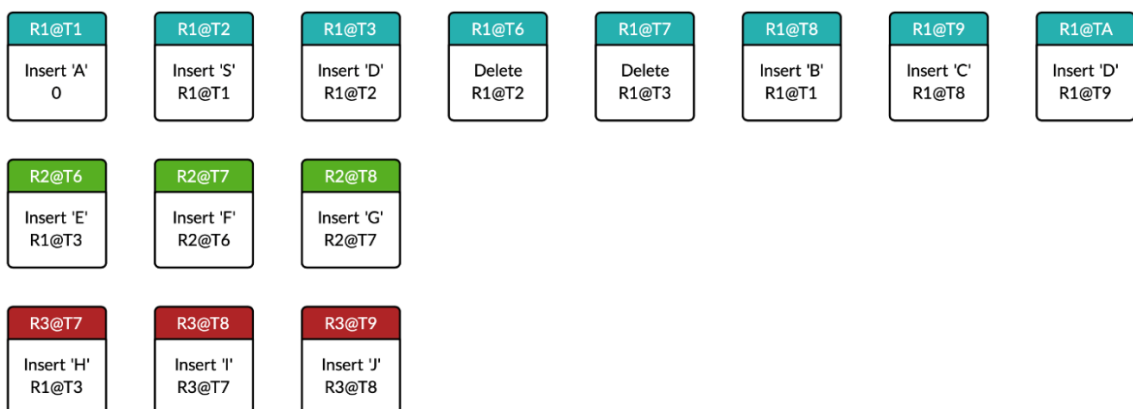 R1@T1 R1@T2 R1@T3 R1@T6 R1@T7 R1@T8 R1@T9 R1@TA
Insert 'A' Insert 'S' Insert 'D' Delete Delete Insert 'B' Insert 'C' Insert 'D'
0 R1@T1 R1@T2 R1@T2 R1@T3 R1@T1 R1@T8 R1@T9
R2@T6 R2@T7 R2@T8
Insert 'E' Insert 'F' Insert 'G'
R1@T3 R2@T6 R2@T7
R3@T7 R3@T8 R3@T9
Insert 'H' Insert 'I' Insert 'J'
R1@T3 R3@T7 R3@T8